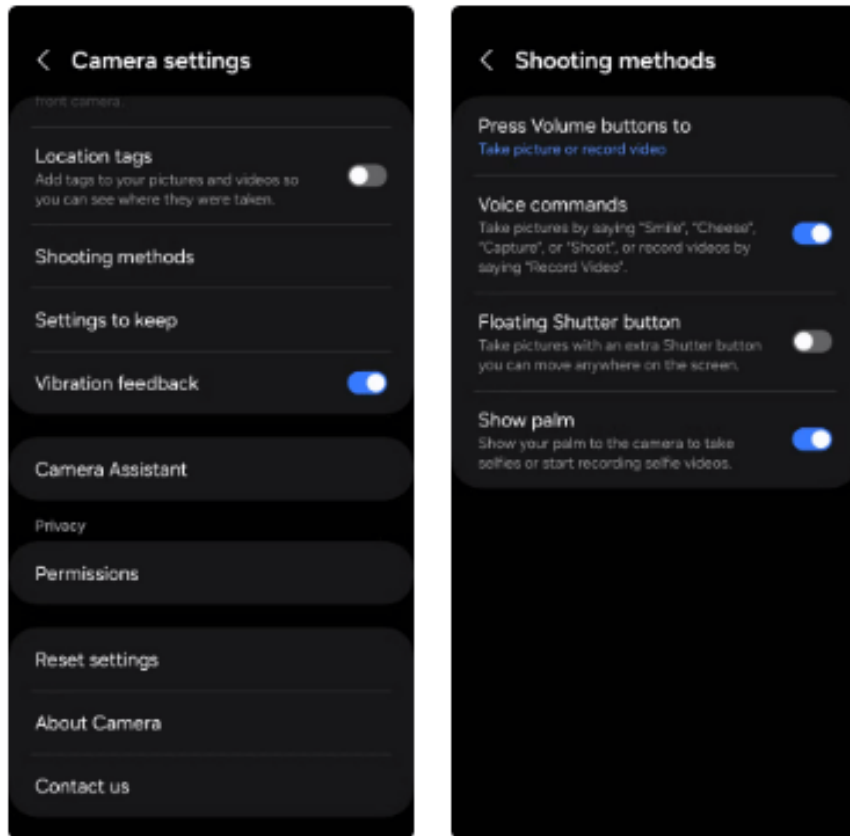 Camera settings
front camera.
Location tags
Add tags to your pictures and videos so
you can see where they were taken.
Shooting methods
Settings to keep
Vibration feedback
Camera Assistant
Privacy
Permissions
Reset settings
About Camera
Contact us
Shooting methods
Press Volume buttons to
Take picture or record video
Voice commands
Take pictures by saying "Smile", "Cheese",
"Capture", or "Shoot", or record videos by
saying "Record Video".
Floating Shutter button
Take pictures with an extra Shutter button
you can move anywhere on the screen.
Show palm
Show your palm to the camera to take
selfies or start recording selfie videos.